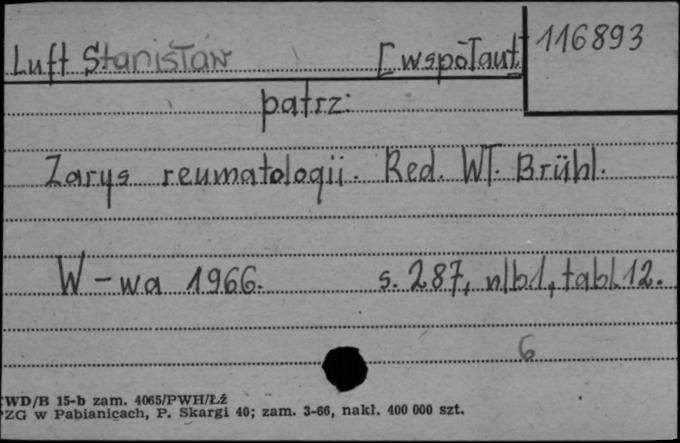 116893
Luft Stanisław [współaut.]
patrz:
Zarys reumatologii. Red. Wł. Brühl.
W-wa 1966. s. 287, nlb.1, tabl. 12.
6
WD/B 15-b zam. 4065/PWH/Łź
PZG w Pabianicach, P. Skargi 40; zam. 3-66, nakł. 400 000 szt.